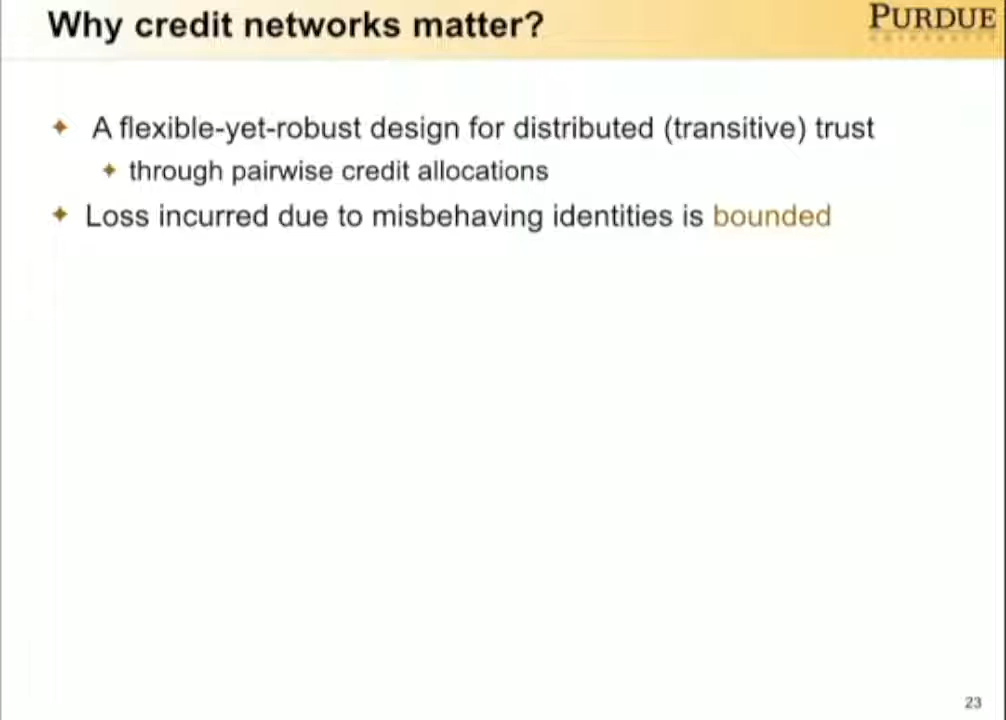 Why credit networks matter?
PURDUE
A flexible-yet-robust design for distributed (transitive) trust
through pairwise credit allocations
Loss incurred due to misbehaving identities is bounded
23